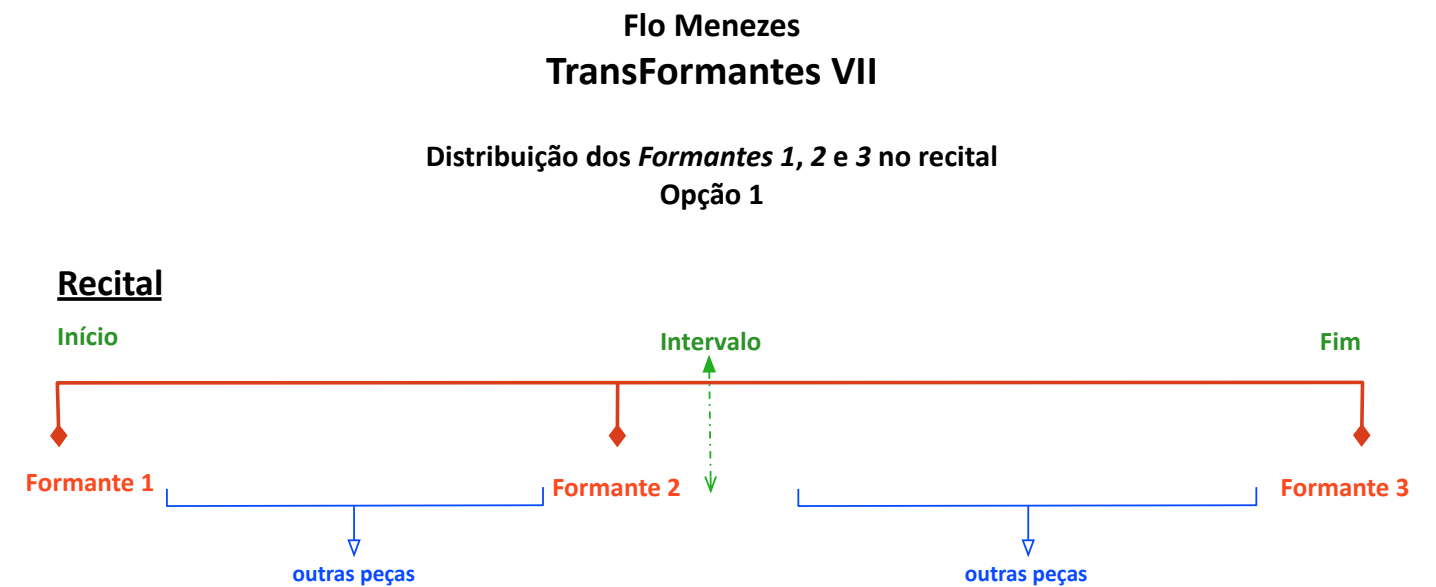 Flo Menezes
TransFormantes VII
Distribuição dos Formantes 1, 2 e 3 no recital
Opção 1
Recital
Início
Intervalo
Fim
Formante 1
Formante 2
Formante 3
outras peças
outras peças